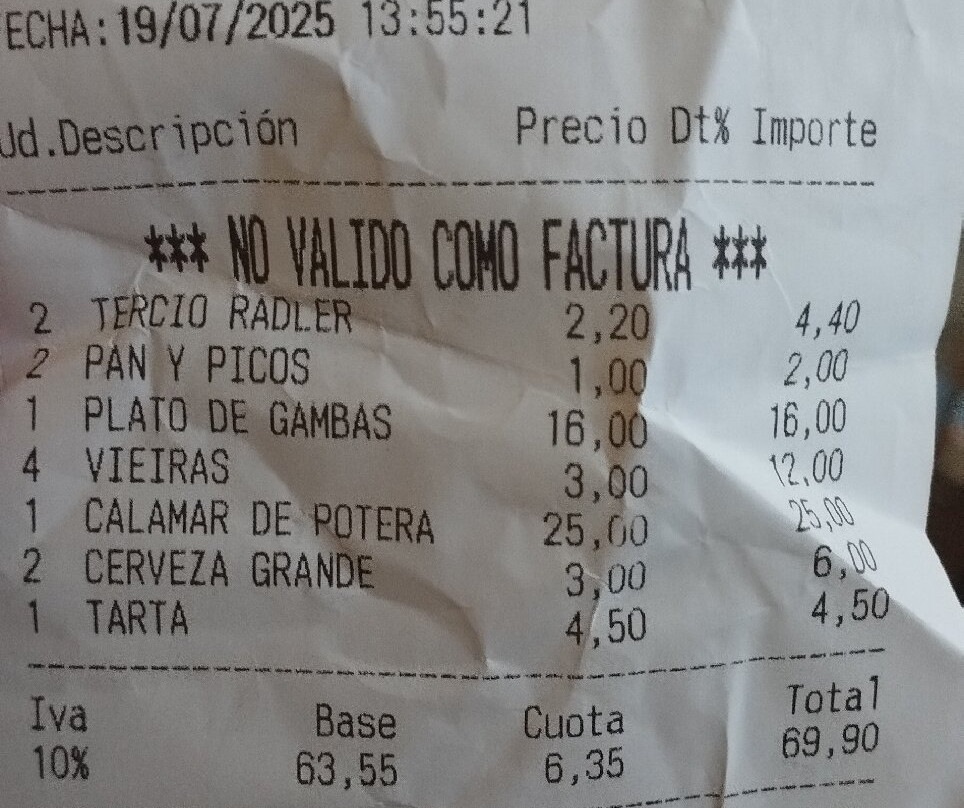 ECHA:19/07/2025 13:55:21
Ud.Descripción Precio Dt% Importe
*** NO VALIDO COMO FACTURA ***
2 TERCIO RADLER 2,20 4,40
2 PAN Y PICOS 1,00 2,00
1 PLATO DE GAMBAS 16,00 16,00
4 VIEIRAS 3,00 12,00
1 CALAMAR DE POTERA 25,00 25,00
2 CERVEZA GRANDE 3,00 6,00
1 TARTA 4,50 4,50
Iva Base Cuota Total
10% 63,55 6,35 69,90